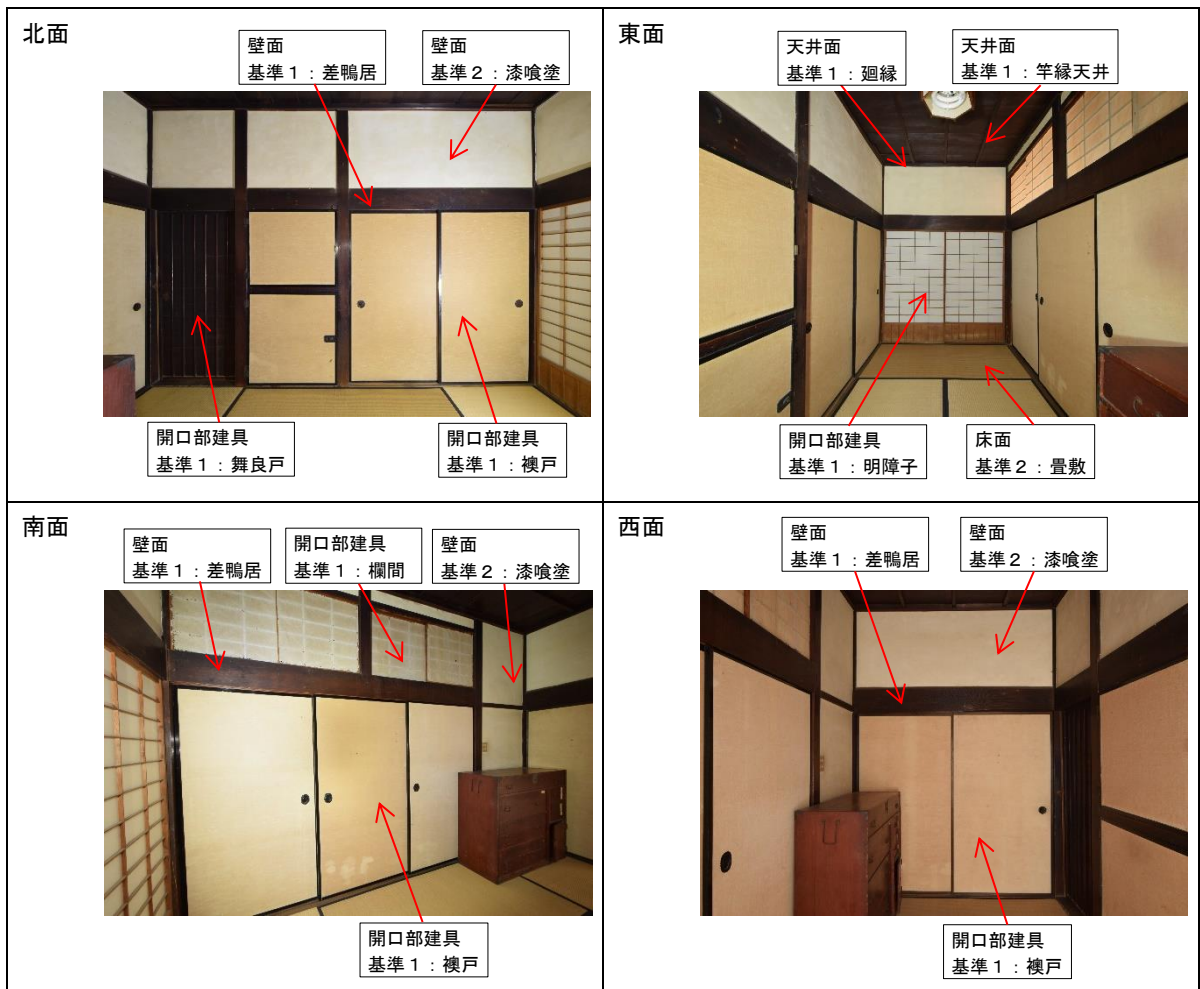 北面
壁面
基準1：差鴨居
壁面
基準2：漆喰塗
開口部建具
基準1：舞良戸
開口部建具
基準1：襖戸
東面
天井面
基準1：廻縁
天井面
基準1：竿縁天井
開口部建具
基準1：明障子
床面
基準2：畳敷
南面
壁面
基準1：差鴨居
開口部建具
基準1：欄間
壁面
基準2：漆喰塗
開口部建具
基準1：襖戸
西面
壁面
基準1：差鴨居
壁面
基準2：漆喰塗
開口部建具
基準1：襖戸